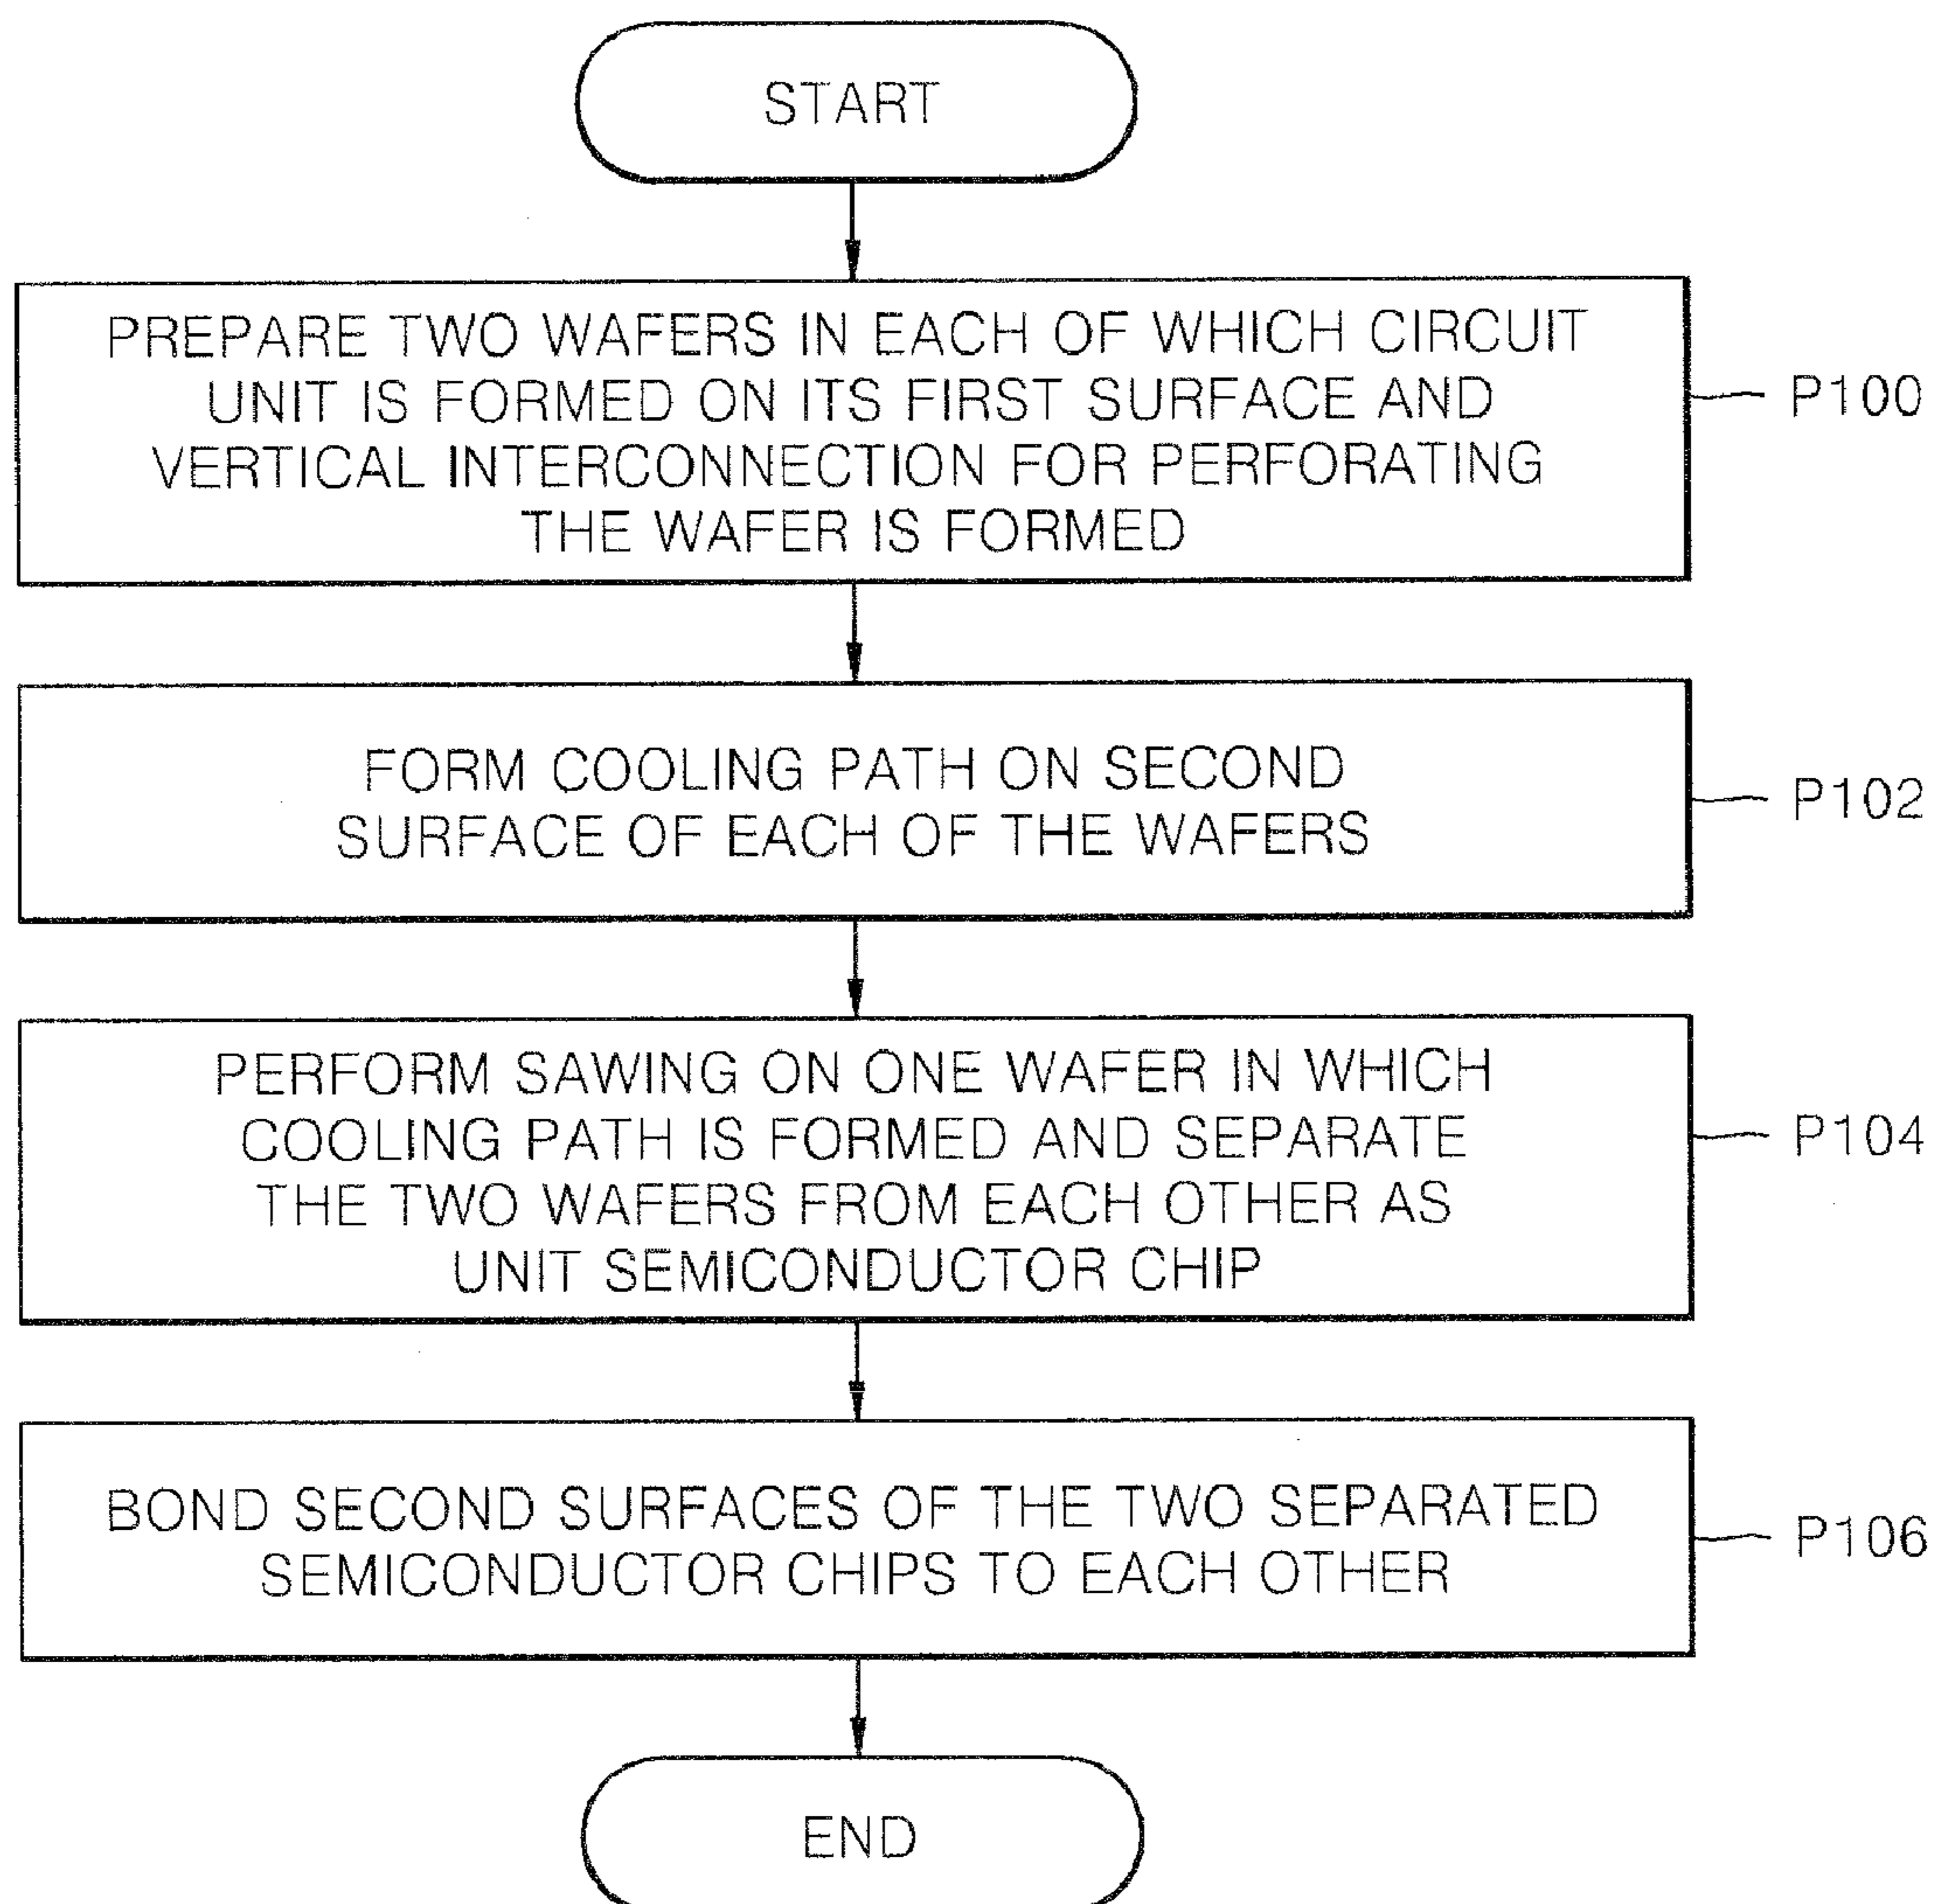 START
PREPARE TWO WAFERS IN EACH OF WHICH CIRCUIT
UNIT IS FORMED ON ITS FIRST SURFACE AND
VERTICAL INTERCONNECTION FOR PERFORATING
THE WAFER IS FORMED
P100
FORM COOLING PATH ON SECOND
SURFACE OF EACH OF THE WAFERS
P102
PERFORM SAWING ON ONE WAFER IN WHICH
COOLING PATH IS FORMED AND SEPARATE
THE TWO WAFERS FROM EACH OTHER AS
UNIT SEMICONDUCTOR CHIP
P104
BOND SECOND SURFACES OF THE TWO SEPARATED
SEMICONDUCTOR CHIPS TO EACH OTHER
P106
END